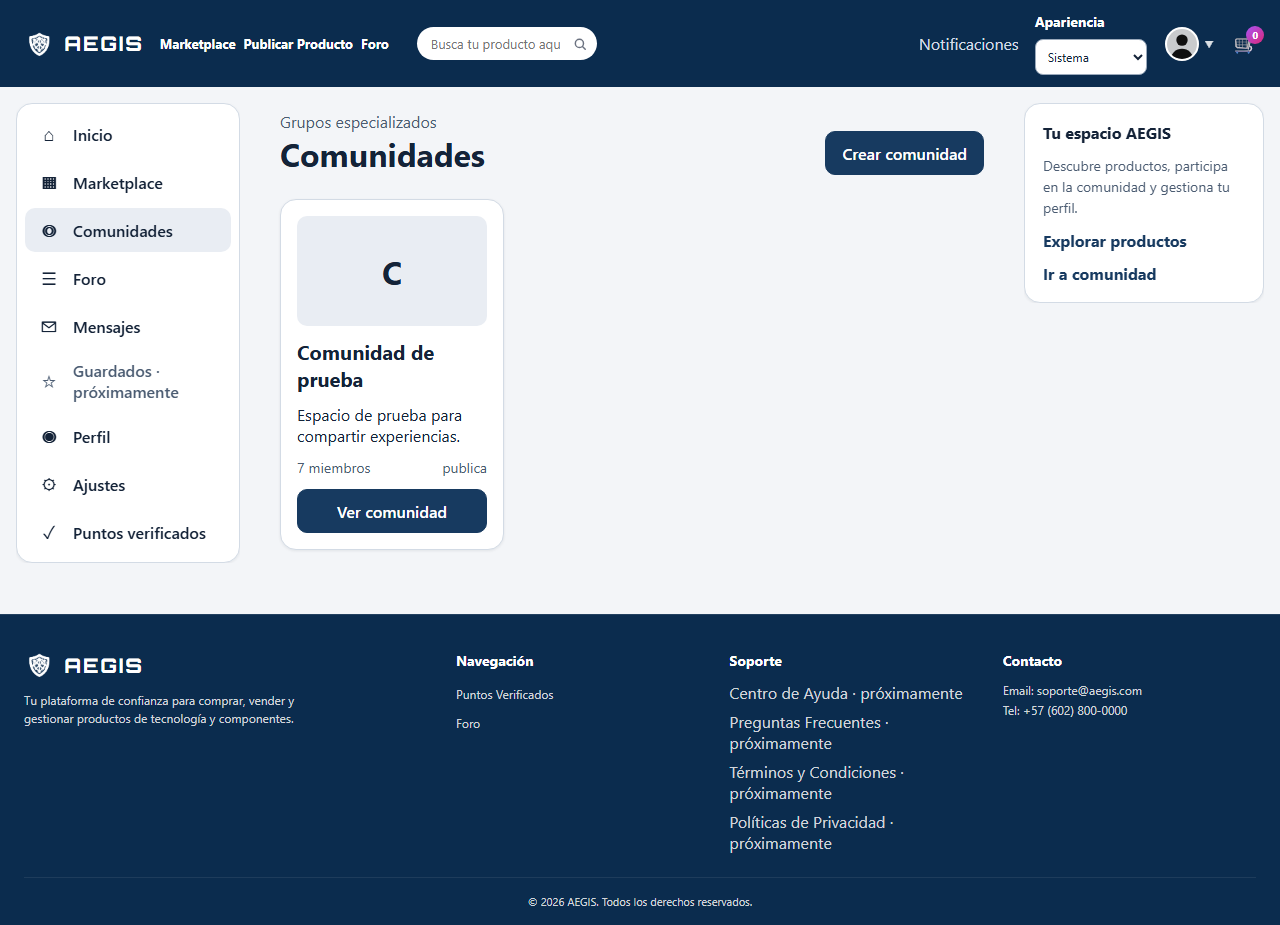 AEGIS
Marketplace Publicar Producto Foro
Busca tu producto aqu
Notificaciones
Apariencia
Sistema
0
Inicio
Marketplace
Comunidades
Foro
Mensajes
Guardados ·
próximamente
Perfil
Ajustes
Puntos verificados
Grupos especializados
Comunidades
Crear comunidad
C
Comunidad de
prueba
Espacio de prueba para
compartir experiencias.
7 miembros publica
Ver comunidad
Tu espacio AEGIS
Descubre productos, participa
en la comunidad y gestiona tu
perfil.
Explorar productos
Ir a comunidad
AEGIS
Tu plataforma de confianza para comprar, vender y
gestionar productos de tecnología y componentes.
Navegación
Puntos Verificados
Foro
Soporte
Centro de Ayuda · próximamente
Preguntas Frecuentes ·
próximamente
Términos y Condiciones ·
próximamente
Políticas de Privacidad ·
próximamente
Contacto
Email: soporte@aegis.com
Tel: +57 (602) 800-0000
© 2026 AEGIS. Todos los derechos reservados.